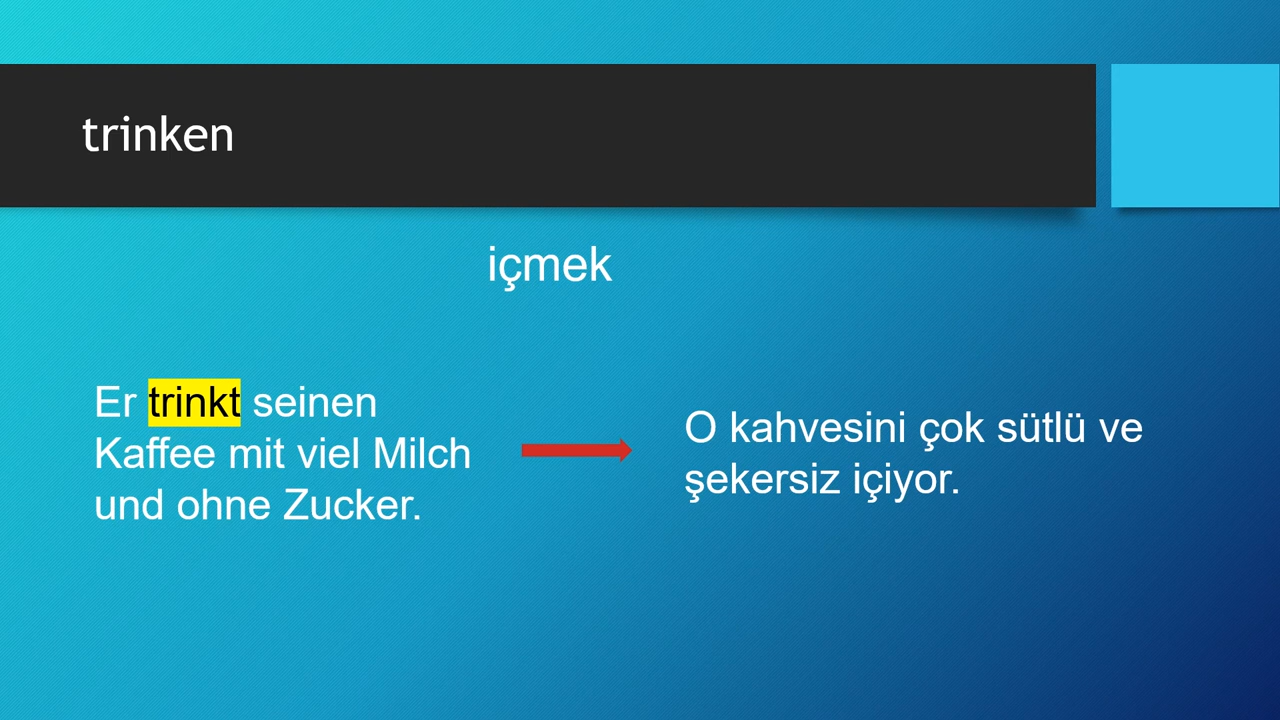 trinken
içmek
Er trinkt seinen
Kaffee mit viel Milch
und ohne Zucker.
O kahvesini çok sütlü ve
şekersiz içiyor.